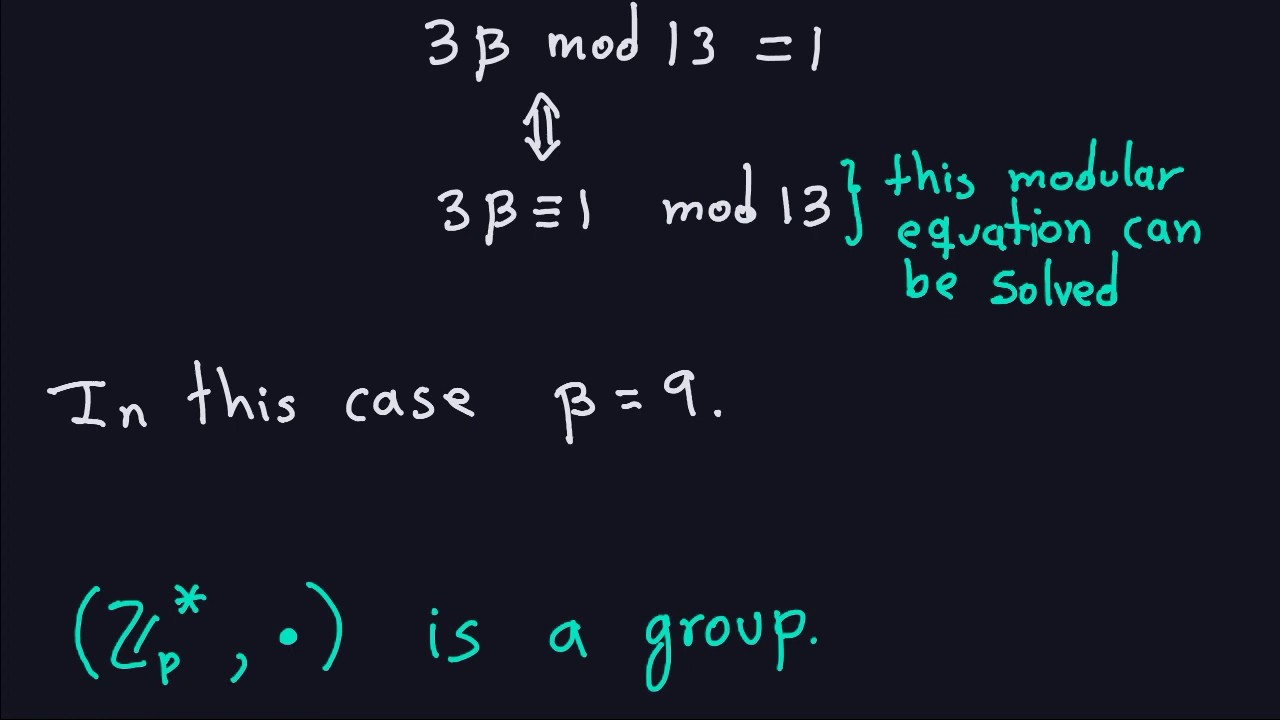 3β mod 13 = 1
⇕
3β ≡ 1 mod 13 } this modular
equation can
be solved
In this case β = 9.
(ℤₚ*, •) is a group.